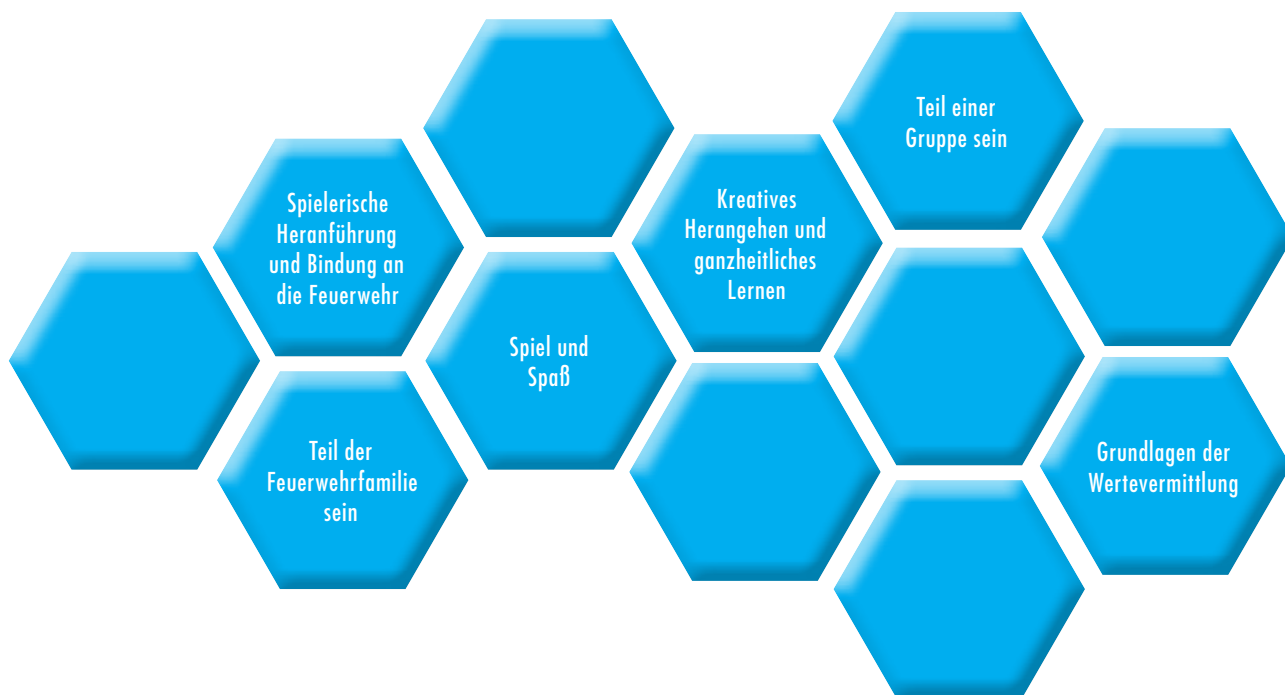 Teil einer
Gruppe sein
Spielerische
Heranführung
und Bindung an
die Feuerwehr
Kreatives
Herangehen und
ganzheitliches
Lernen
Spiel und
Spaß
Teil der
Feuerwehrfamilie
sein
Grundlagen der
Wertevermittlung